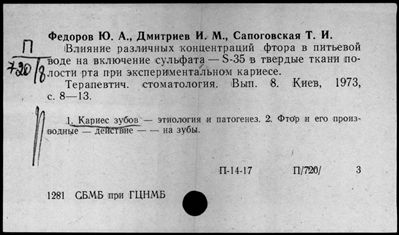 Федоров Ю. А., Дмитриев И. М., Сапоговская Т. И.
П
720/8
Влияние различных концентраций фтора в питьевой
воде на включение сульфата — S-35 в твердые ткани по-
лости рта при экспериментальном кариесе.
Терапевтич. стоматология. Вып. 8. Киев, 1973,
с. 8—13.
1. Кариес зубов — этиология и патогенез. 2. Фтор и его произ-
водные — действие — — на зубы.
П-14-17 П/720/ 3
1281 СБМБ при ГЦНМБ